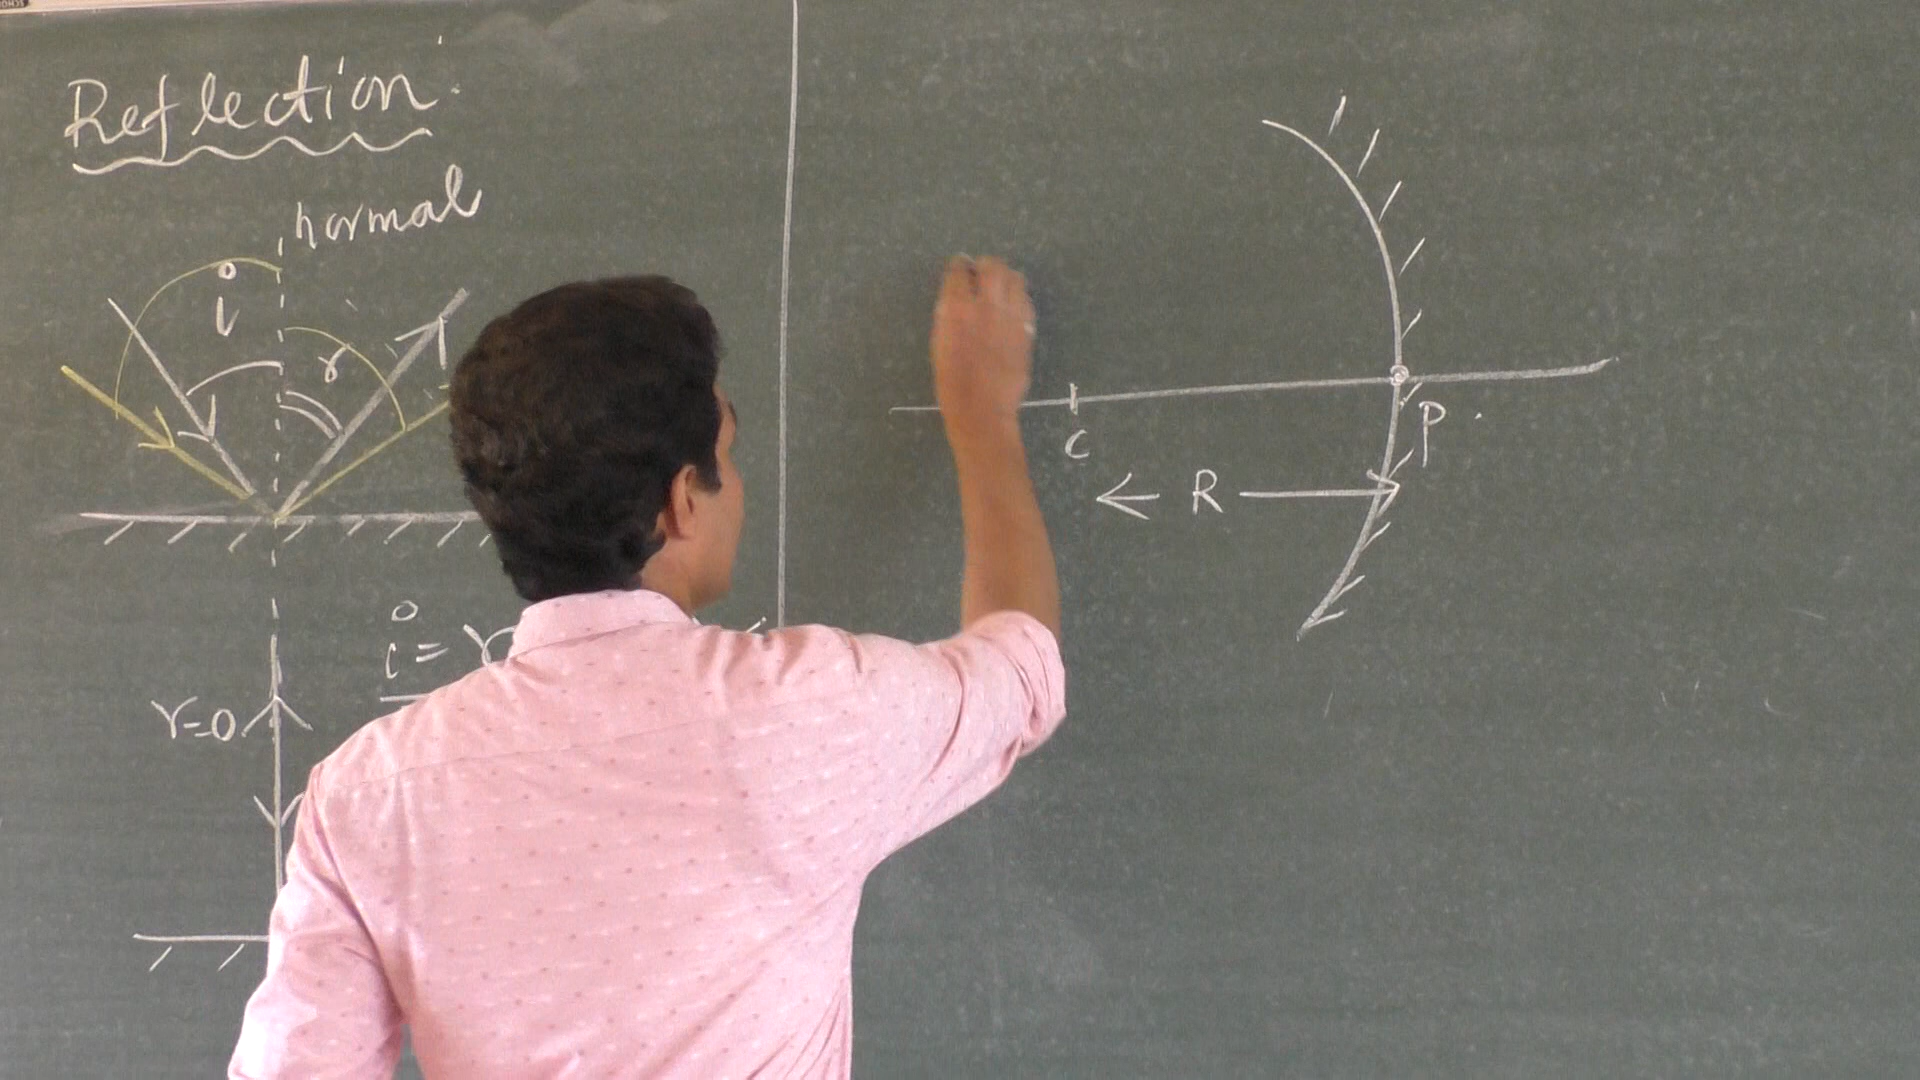 Reflection
normal
i
r
i = r
r=0
C
P
R